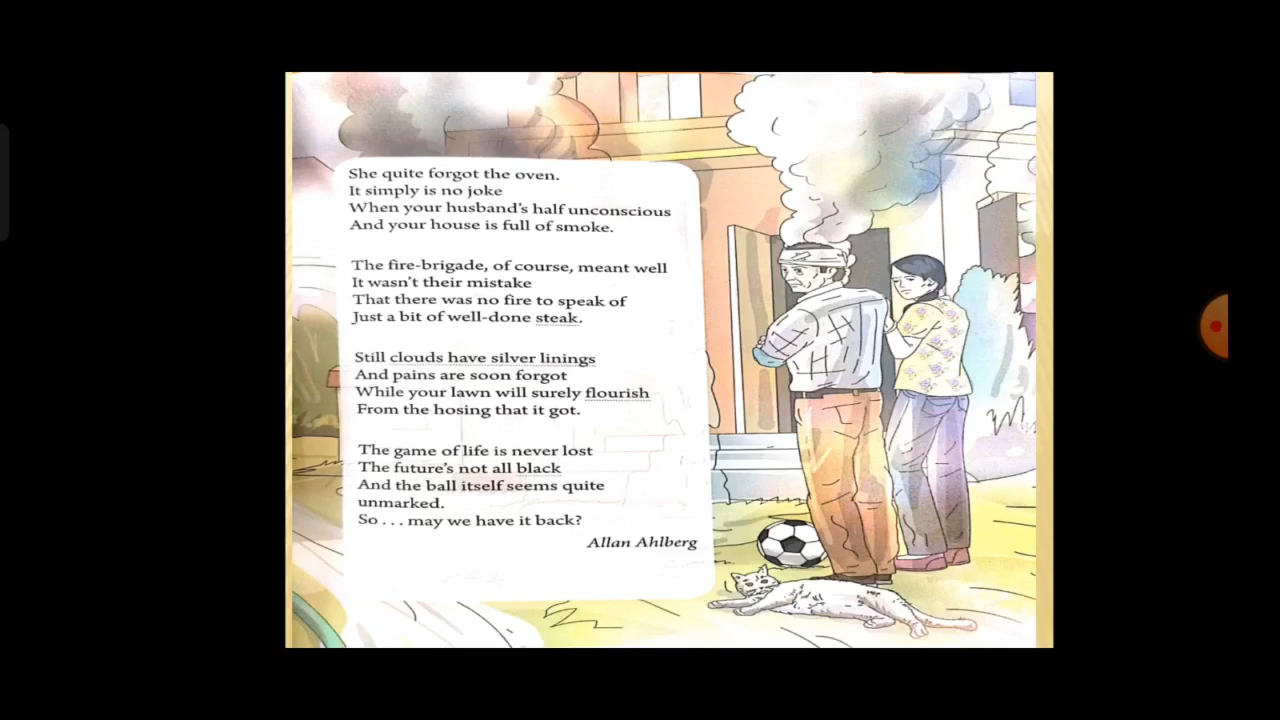 She quite forgot the oven.
It simply is no joke
When your husband's half unconscious
And your house is full of smoke.
The fire-brigade, of course, meant well
It wasn't their mistake
That there was no fire to speak of
Just a bit of well-done steak.
Still clouds have silver linings
And pains are soon forgot
While your lawn will surely flourish
From the hosing that it got.
The game of life is never lost
The future's not all black
And the ball itself seems quite
unmarked.
So . . . may we have it back?
Allan Ahlberg